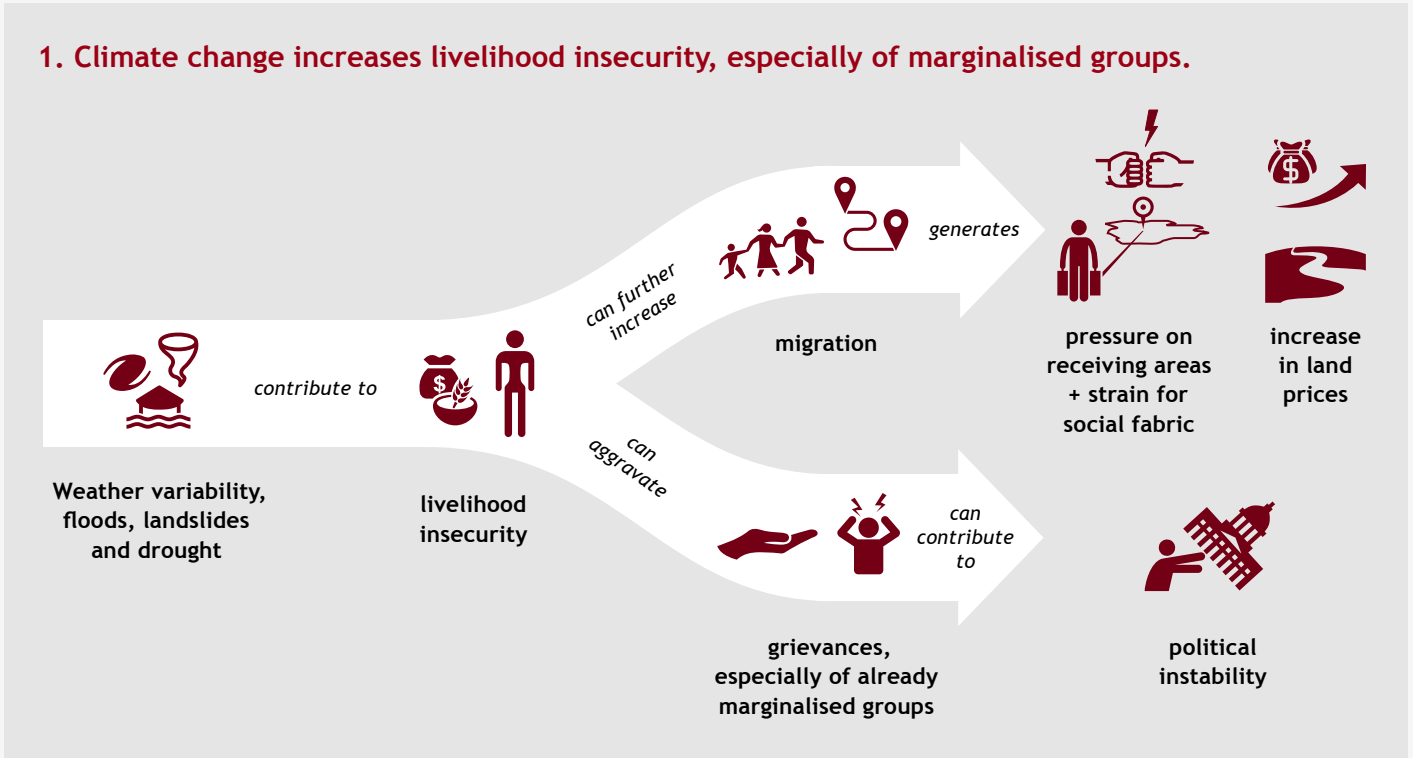 1. Climate change increases livelihood insecurity, especially of marginalised groups.
Weather variability,
floods, landslides
and drought
contribute to
$
livelihood
insecurity
can further
increase
migration
generates
$
pressure on
receiving areas
+ strain for
social fabric
increase
in land
prices
can
aggravate
grievances,
especially of already
marginalised groups
can
contribute
to
political
instability